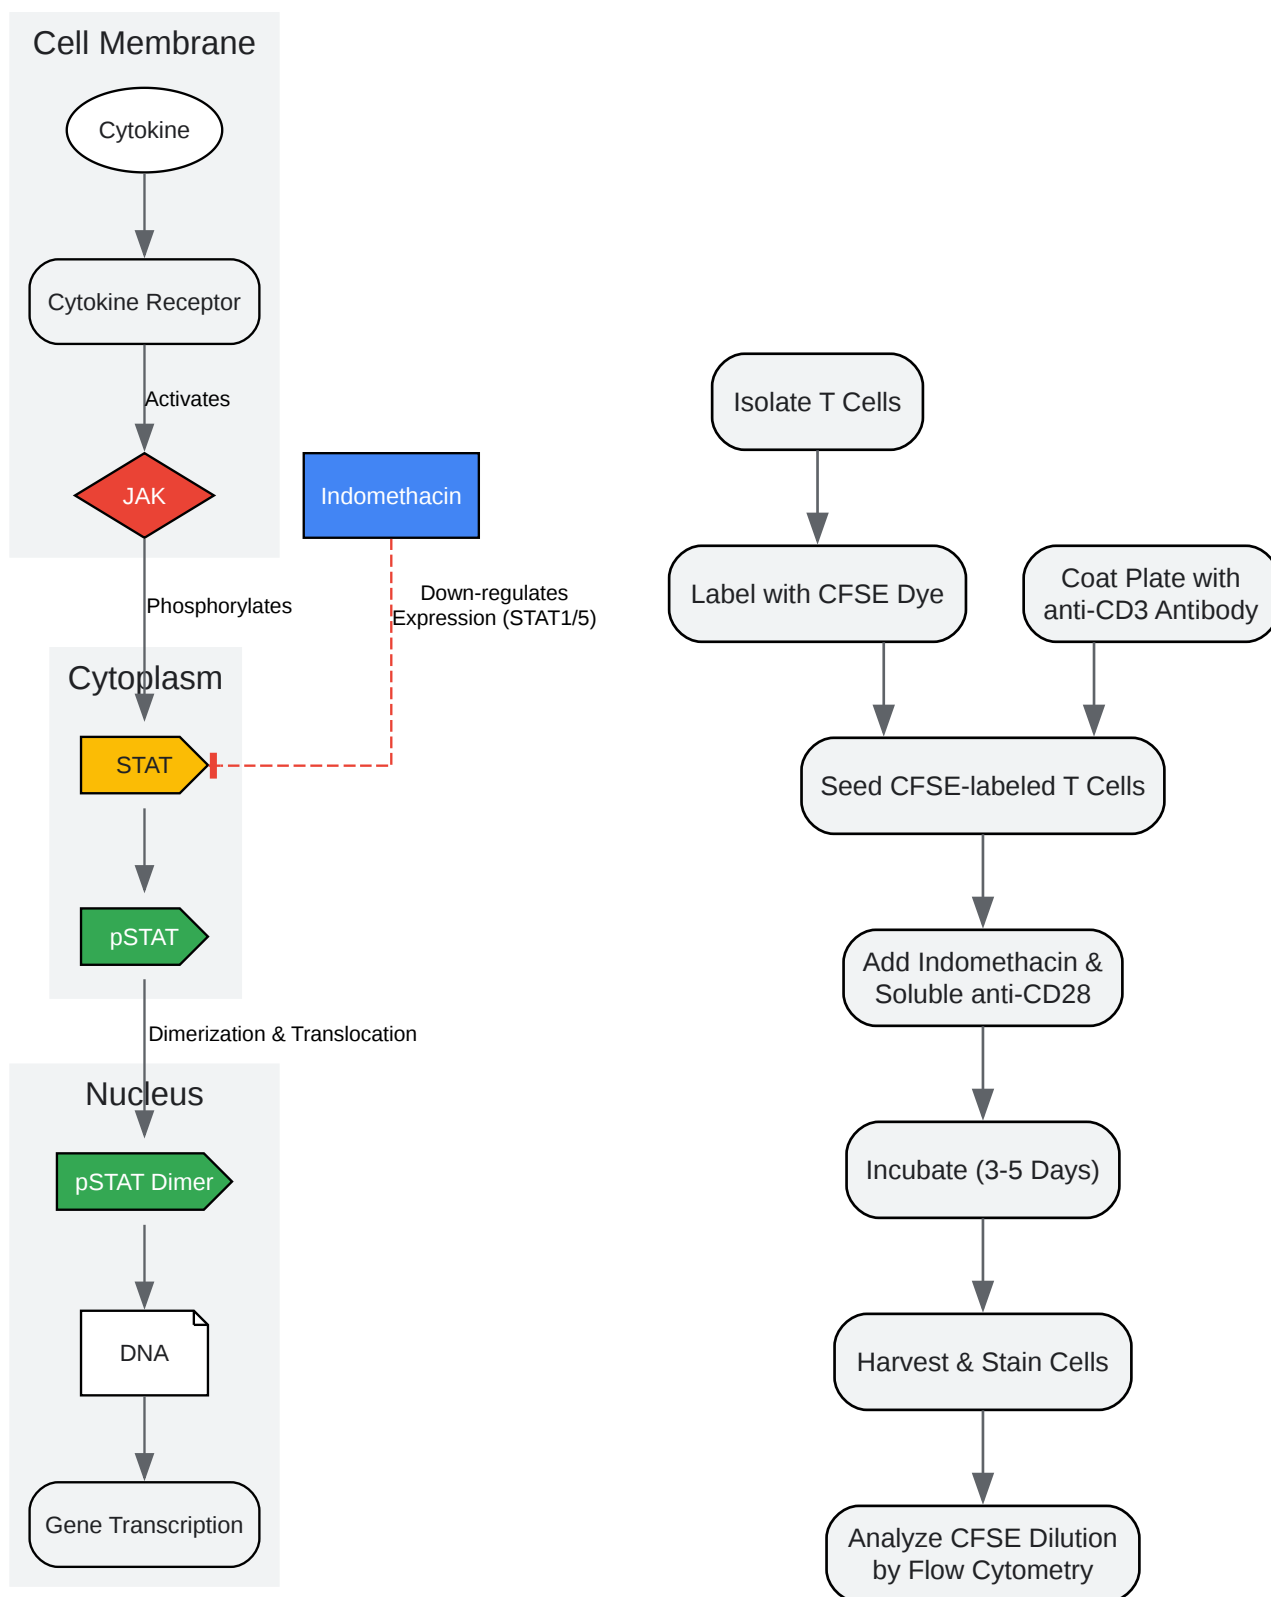 Cell Membrane
Cytokine
Cytokine Receptor
Activates
JAK
Indomethacin
Phosphorylates
Down-regulates
Expression (STAT1/5)
Cytoplasm
STAT
pSTAT
Dimerization & Translocation
Nucleus
pSTAT Dimer
DNA
Gene Transcription
Isolate T Cells
Label with CFSE Dye
Coat Plate with
anti-CD3 Antibody
Seed CFSE-labeled T Cells
Add Indomethacin &
Soluble anti-CD28
Incubate (3-5 Days)
Harvest & Stain Cells
Analyze CFSE Dilution
by Flow Cytometry